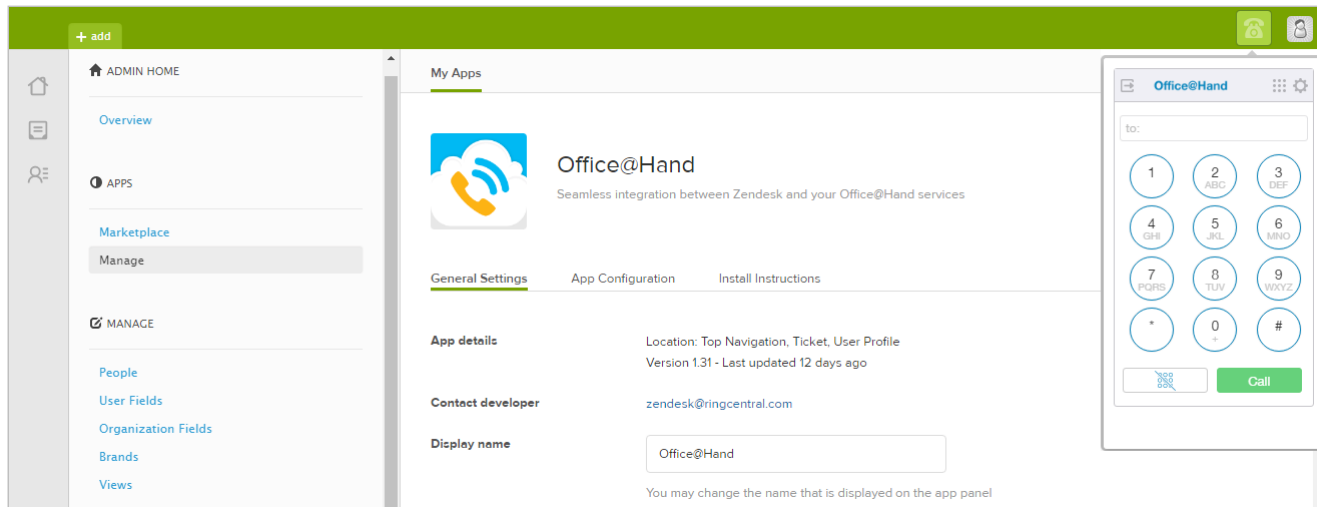 + add
ADMIN HOME
Overview
APPS
Marketplace
Manage
MANAGE
People
User Fields
Organization Fields
Brands
Views
My Apps
Office@Hand
Seamless integration between Zendesk and your Office@Hand services
General Settings App Configuration Install Instructions
App details
Location: Top Navigation, Ticket, User Profile
Version 1.31 - Last updated 12 days ago
Contact developer
zendesk@ringcentral.com
Display name
Office@Hand
You may change the name that is displayed on the app panel
Office@Hand
to:
1 2 3
ABC DEF
4 5 6
GHI JKL MNO
7 8 9
PQRS TUV WXYZ
* 0 #
+
Call